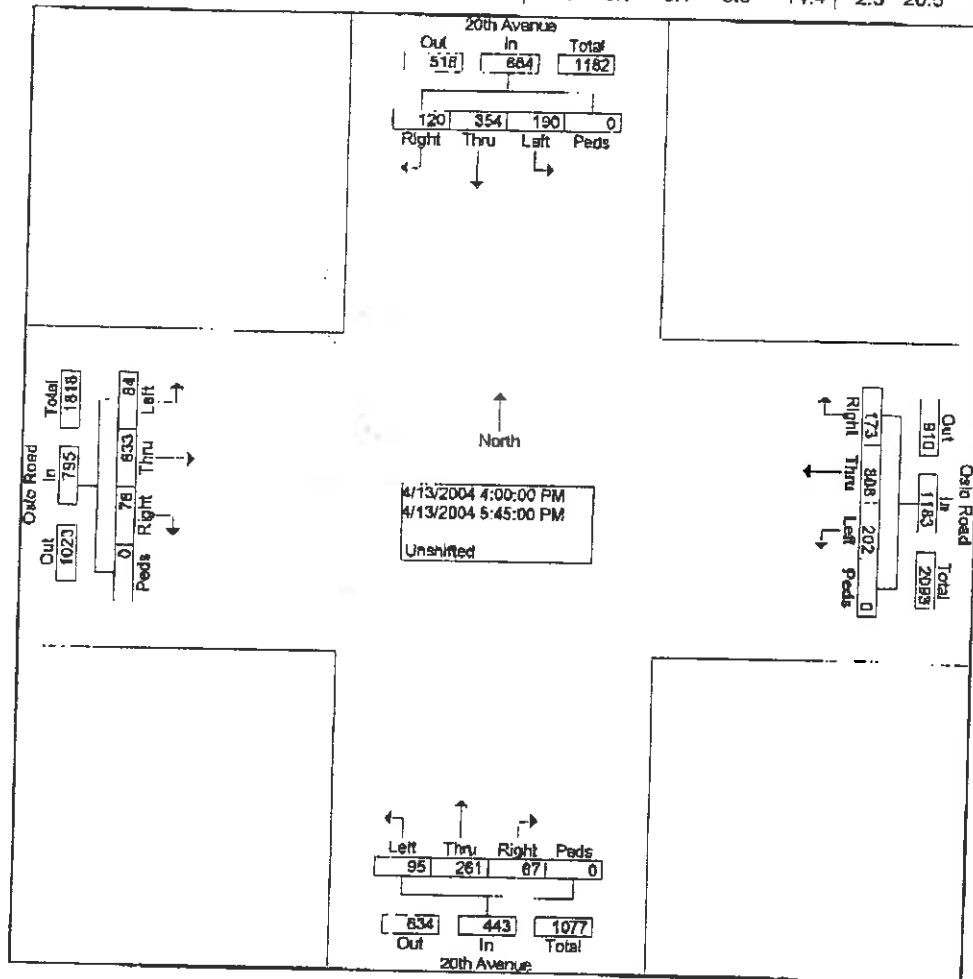 20th Avenue
Out In Total
518 664 1182
120 354 190 0
Right Thru Left Peds
Oslo Road
Total In Out
1818 795 1023
84 633 78 0
Left Thru Right Peds
North
4/13/2004 4:00:00 PM
4/13/2004 5:45:00 PM
Unshifted
Right Thru Left Peds
173 808 202 0
Out In Total
910 1183 2093
Oslo Road
Left Thru Right Peds
95 261 87 0
634 443 1077
Out In Total
20th Avenue